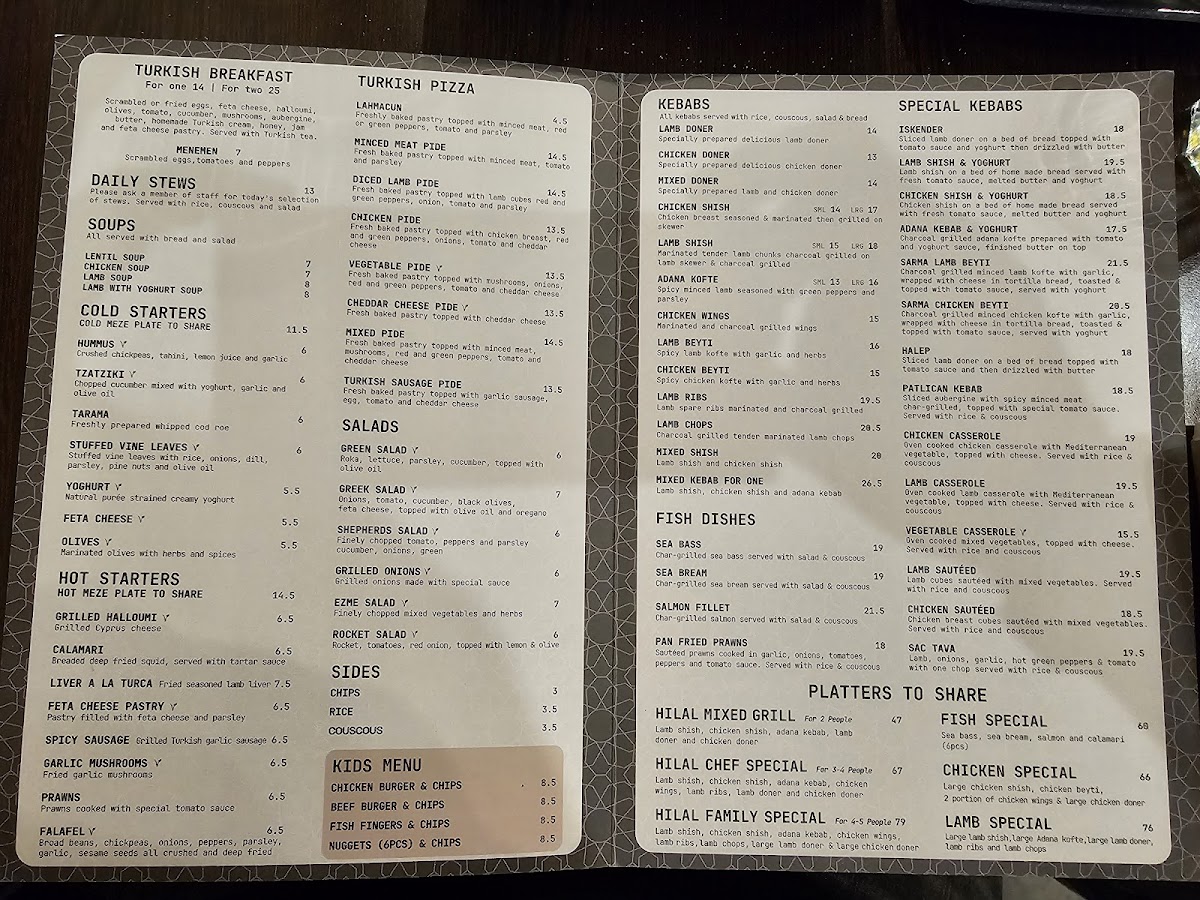 TURKISH BREAKFAST
For one 14 | For two 25
Scrambled or fried eggs, feta cheese, halloumi,
olives, tomato, cucumber, mushrooms, aubergine,
butter, homemade Turkish cream, honey, jam
and feta cheese pastry. Served with Turkish tea.
MENEMEN 7
Scrambled eggs,tomatoes and peppers
DAILY STEWS 13
Please ask a member of staff for today's selection
of stews. Served with rice, couscous and salad
SOUPS
All served with bread and salad
LENTIL SOUP 7
CHICKEN SOUP 7
LAMB SOUP 8
LAMB WITH YOGHURT SOUP 8
COLD STARTERS
COLD MEZE PLATE TO SHARE 11.5
HUMMUS 6
Crushed chickpeas, tahini, lemon juice and garlic
TZATZIKI 6
Chopped cucumber mixed with yoghurt, garlic and
olive oil
TARAMA 6
Freshly prepared whipped cod roe
STUFFED VINE LEAVES 6
Stuffed vine leaves with rice, onions, dill,
parsley, pine nuts and olive oil
YOGHURT 5.5
Natural purée strained creamy yoghurt
FETA CHEESE 5.5
OLIVES 5.5
Marinated olives with herbs and spices
HOT STARTERS
HOT MEZE PLATE TO SHARE 14.5
GRILLED HALLOUMI 6.5
Grilled Cyprus cheese
CALAMARI 6.5
Breaded deep fried squid, served with tartar sauce
LIVER A LA TURCA Fried seasoned lamb liver 7.5
FETA CHEESE PASTRY 6.5
Pastry filled with feta cheese and parsley
SPICY SAUSAGE Grilled Turkish garlic sausage 6.5
GARLIC MUSHROOMS 6.5
Fried garlic mushrooms
PRAWNS 6.5
Prawns cooked with special tomato sauce
FALAFEL 6.5
Broad beans, chickpeas, onions, peppers, parsley,
garlic, sesame seeds all crushed and deep fried
TURKISH PIZZA
LAHMACUN 4.5
Freshly baked pastry topped with minced meat, red
or green peppers, tomato and parsley
MINCED MEAT PIDE 14.5
Fresh baked pastry topped with minced meat, tomato
and parsley
DICED LAMB PIDE 14.5
Fresh baked pastry topped with lamb cubes red and
green peppers, onion, tomato and parsley
CHICKEN PIDE 13.5
Fresh baked pastry topped with chicken breast, red
and green peppers, onions, tomato and cheddar
cheese
VEGETABLE PIDE 13.5
Fresh baked pastry topped with mushrooms, onions,
red and green peppers, tomato and cheddar cheese
CHEDDAR CHEESE PIDE 13.5
Fresh baked pastry topped with cheddar cheese
MIXED PIDE 14.5
Fresh baked pastry topped with minced meat,
mushrooms, red and green peppers, tomato and
cheddar cheese
TURKISH SAUSAGE PIDE 13.5
Fresh baked pastry topped with garlic sausage,
egg, tomato and cheddar cheese
SALADS
GREEN SALAD 6
Roka, lettuce, parsley, cucumber, topped with
olive oil
GREEK SALAD 7
Onions, tomato, cucumber, black olives,
feta cheese, topped with olive oil and oregano
SHEPHERDS SALAD 6
Finely chopped tomato, peppers and parsley
cucumber, onions, green
GRILLED ONIONS 6
Grilled onions made with special sauce
EZME SALAD 7
Finely chopped mixed vegetables and herbs
ROCKET SALAD 6
Rocket, tomatoes, red onion, topped with lemon & olive
SIDES
CHIPS 3
RICE 3.5
COUSCOUS 3.5
KIDS MENU
CHICKEN BURGER & CHIPS 8.5
BEEF BURGER & CHIPS 8.5
FISH FINGERS & CHIPS 8.5
NUGGETS (6PCS) & CHIPS 8.5
KEBABS
All kebabs served with rice, couscous, salad & bread
LAMB DONER 14
Specially prepared delicious lamb doner
CHICKEN DONER 13
Specially prepared delicious chicken doner
MIXED DONER 14
Specially prepared lamb and chicken doner
CHICKEN SHISH SML 14 LRG 17
Chicken breast seasoned & marinated then grilled on
skewer
LAMB SHISH SML 15 LRG 18
Marinated tender lamb chunks charcoal grilled on
lamb skewer & charcoal grilled
ADANA KOFTE SML 13 LRG 16
Spicy minced lamb seasoned with green peppers and
parsley
CHICKEN WINGS 15
Marinated and charcoal grilled wings
LAMB BEYTI 16
Spicy lamb kofte with garlic and herbs
CHICKEN BEYTI 15
Spicy chicken kofte with garlic and herbs
LAMB RIBS 19.5
Lamb spare ribs marinated and charcoal grilled
LAMB CHOPS 20.5
Charcoal grilled tender marinated lamb chops
MIXED SHISH 20
Lamb shish and chicken shish
MIXED KEBAB FOR ONE 26.5
Lamb shish, chicken shish and adana kebab
FISH DISHES
SEA BASS 19
Char-grilled sea bass served with salad & couscous
SEA BREAM 19
Char-grilled sea bream served with salad & couscous
SALMON FILLET 21.5
Char-grilled salmon served with salad & couscous
PAN FRIED PRAWNS 18
Sautéed prawns cooked in garlic, onions, tomatoes,
peppers and tomato sauce. Served with rice & couscous
SPECIAL KEBABS
ISKENDER 18
Sliced lamb doner on a bed of bread topped with
tomato sauce and yoghurt then drizzled with butter
LAMB SHISH & YOGHURT 19.5
Lamb shish on a bed of home made bread served with
fresh tomato sauce, melted butter and yoghurt
CHICKEN SHISH & YOGHURT 18.5
Chicken shish on a bed of home made bread served
with fresh tomato sauce, melted butter and yoghurt
ADANA KEBAB & YOGHURT 17.5
Charcoal grilled adana kofte prepared with tomato
and yoghurt sauce, finished butter on top
SARMA LAMB BEYTI 21.5
Charcoal grilled minced lamb kofte with garlic,
wrapped with cheese in tortilla bread, toasted &
topped with tomato sauce, served with yoghurt
SARMA CHICKEN BEYTI 20.5
Charcoal grilled minced chicken kofte with garlic,
wrapped with cheese in tortilla bread, toasted &
topped with tomato sauce, served with yoghurt
HALEP 18
Sliced lamb doner on a bed of bread topped with
tomato sauce and then drizzled with butter
PATLICAN KEBAB 18.5
Sliced aubergine with spicy minced meat
char-grilled, topped with special tomato sauce.
Served with rice & couscous
CHICKEN CASSEROLE 19
Oven cooked chicken casserole with Mediterranean
vegetable, topped with cheese. Served with rice &
couscous
LAMB CASSEROLE 19.5
Oven cooked lamb casserole with Mediterranean
vegetable, topped with cheese. Served with rice &
couscous
VEGETABLE CASSEROLE 15.5
Oven cooked mixed vegetables, topped with cheese.
Served with rice and couscous
LAMB SAUTÉED 19.5
Lamb cubes sautéed with mixed vegetables. Served
with rice and couscous
CHICKEN SAUTÉED 18.5
Chicken breast cubes sautéed with mixed vegetables.
Served with rice and couscous
SAC TAVA 19.5
Lamb, onions, garlic, hot green peppers & tomato
with one chop served with rice & couscous
PLATTERS TO SHARE
HILAL MIXED GRILL For 2 People 47
Lamb shish, chicken shish, adana kebab, lamb
doner and chicken doner
HILAL CHEF SPECIAL For 3-4 People 67
Lamb shish, chicken shish, adana kebab, chicken
wings, lamb ribs, lamb doner and chicken doner
HILAL FAMILY SPECIAL For 4-5 People 79
Lamb shish, chicken shish, adana kebab, chicken wings,
lamb ribs,lamb chops, large lamb doner & large chicken doner
FISH SPECIAL 60
Sea bass, sea bream, salmon and calamari
(6pcs)
CHICKEN SPECIAL 66
Large chicken shish, chicken beyti,
2 portion of chicken wings & large chicken doner
LAMB SPECIAL 76
Large lamb shish,large Adana kofte,large lamb doner,
lamb ribs and lamb chops